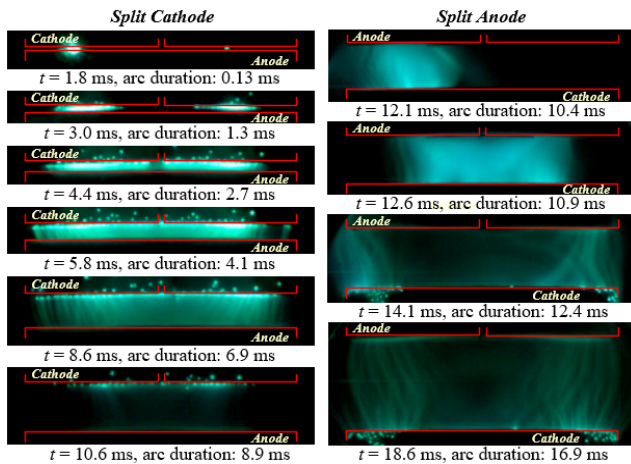 Split Cathode
Cathode
Anode
t = 1.8 ms, arc duration: 0.13 ms
Cathode
Anode
t = 3.0 ms, arc duration: 1.3 ms
Cathode
Anode
t = 4.4 ms, arc duration: 2.7 ms
Cathode
Anode
t = 5.8 ms, arc duration: 4.1 ms
Cathode
Anode
t = 8.6 ms, arc duration: 6.9 ms
Cathode
Anode
t = 10.6 ms, arc duration: 8.9 ms
Split Anode
Anode
Cathode
t = 12.1 ms, arc duration: 10.4 ms
Anode
Cathode
t = 12.6 ms, arc duration: 10.9 ms
Anode
Cathode
t = 14.1 ms, arc duration: 12.4 ms
Anode
Cathode
t = 18.6 ms, arc duration: 16.9 ms